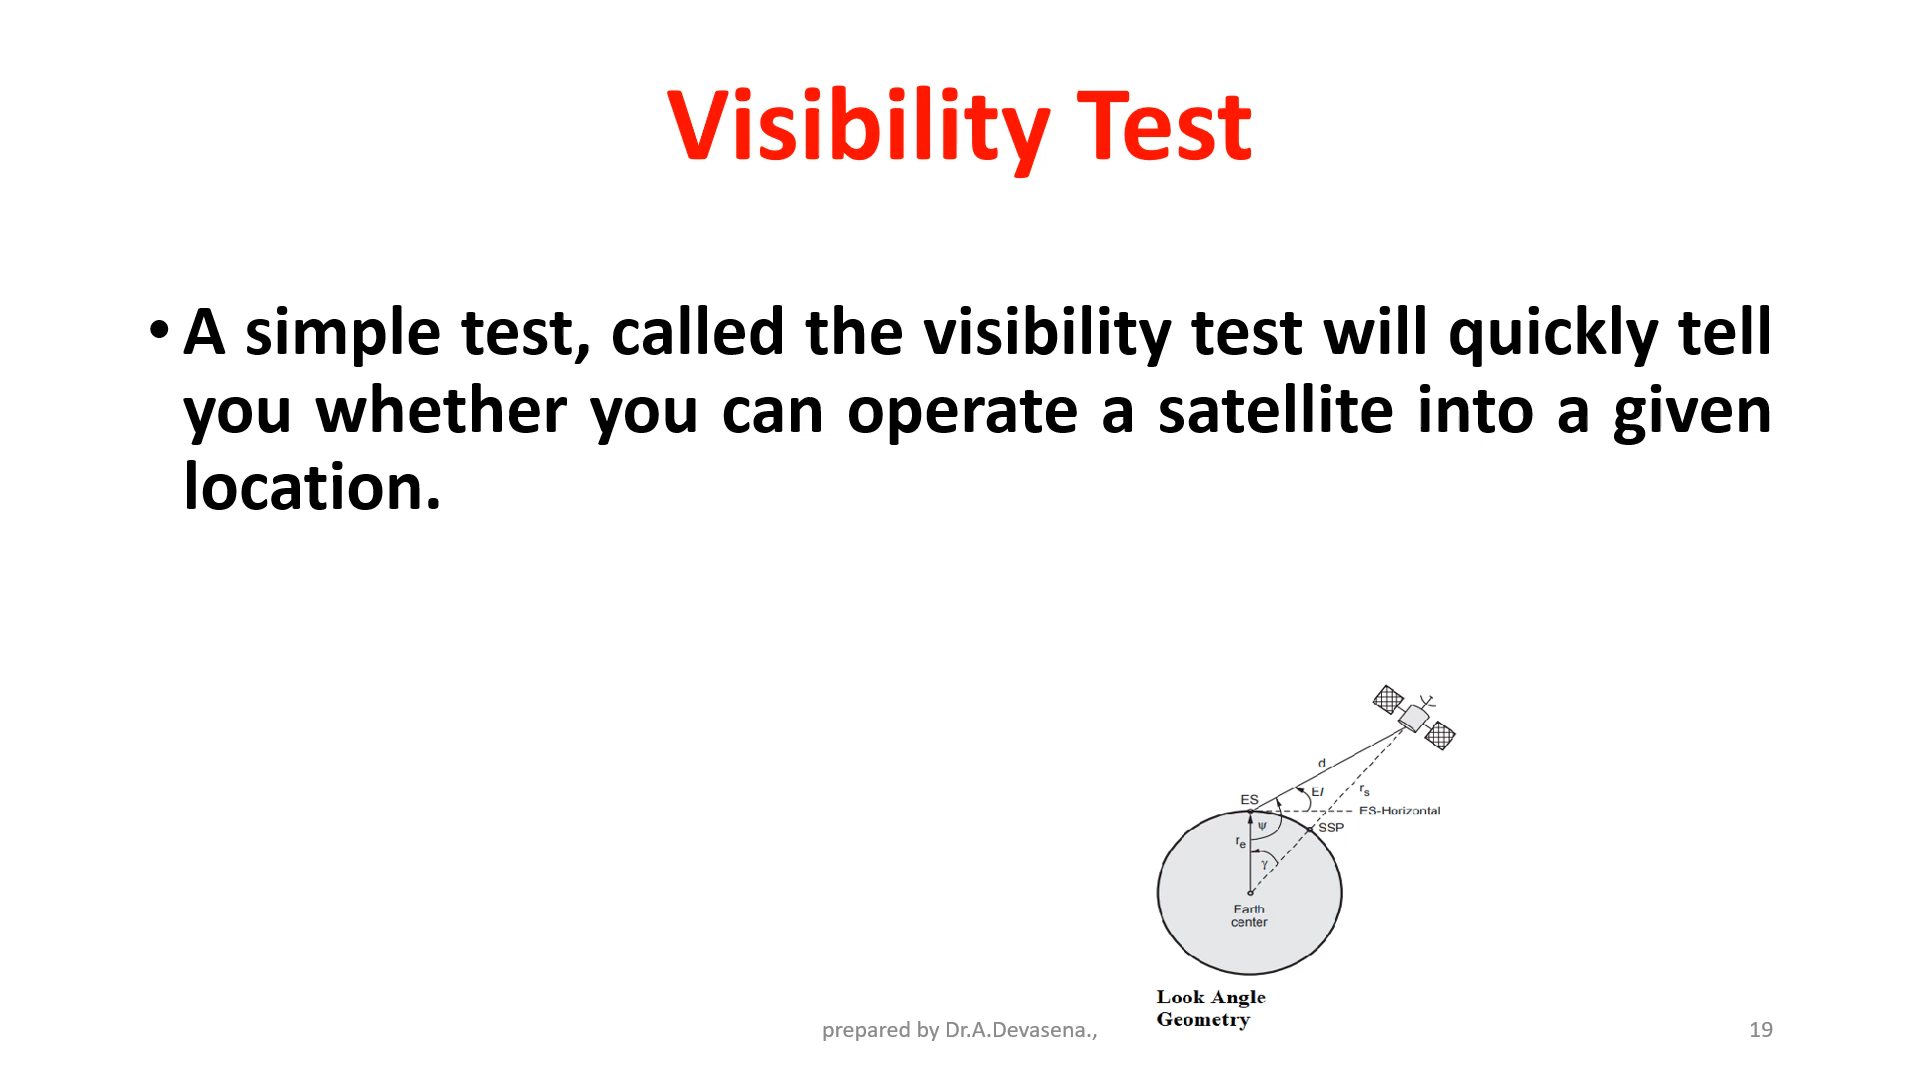 Visibility Test
• A simple test, called the visibility test will quickly tell
you whether you can operate a satellite into a given
location.
d
ES
El
rs
ES-Horizontal
ψ
SSP
re
γ
Earth
center
Look Angle
Geometry
prepared by Dr.A.Devasena.,
19